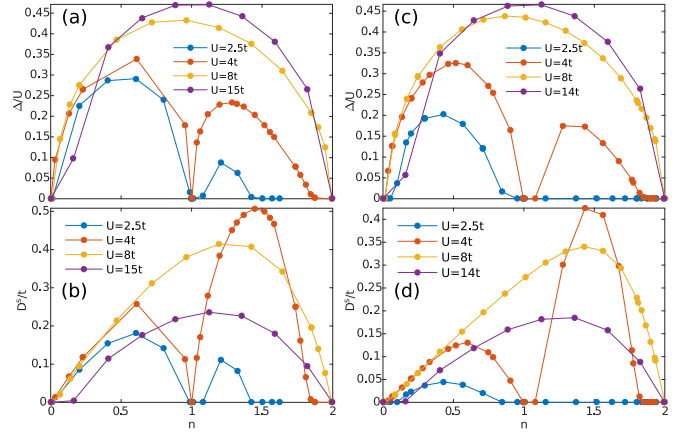 0.45
0.4
0.35
0.3
0.25
0.2
0.15
0.1
0.05
0
Δ/U
(a)
U=2.5t
U=4t
U=8t
U=15t
0.45
0.4
0.35
0.3
0.25
0.2
0.15
0.1
0.05
0
Δ/U
(c)
U=2.5t
U=4t
U=8t
U=14t
0.5
0.4
0.3
0.2
0.1
0
Dˢ/t
(b)
U=2.5t
U=4t
U=8t
U=15t
0 0.5 1 1.5 2
n
0.4
0.35
0.3
0.25
0.2
0.15
0.1
0.05
0
Dˢ/t
(d)
U=2.5t
U=4t
U=8t
U=14t
0 0.5 1 1.5 2
n